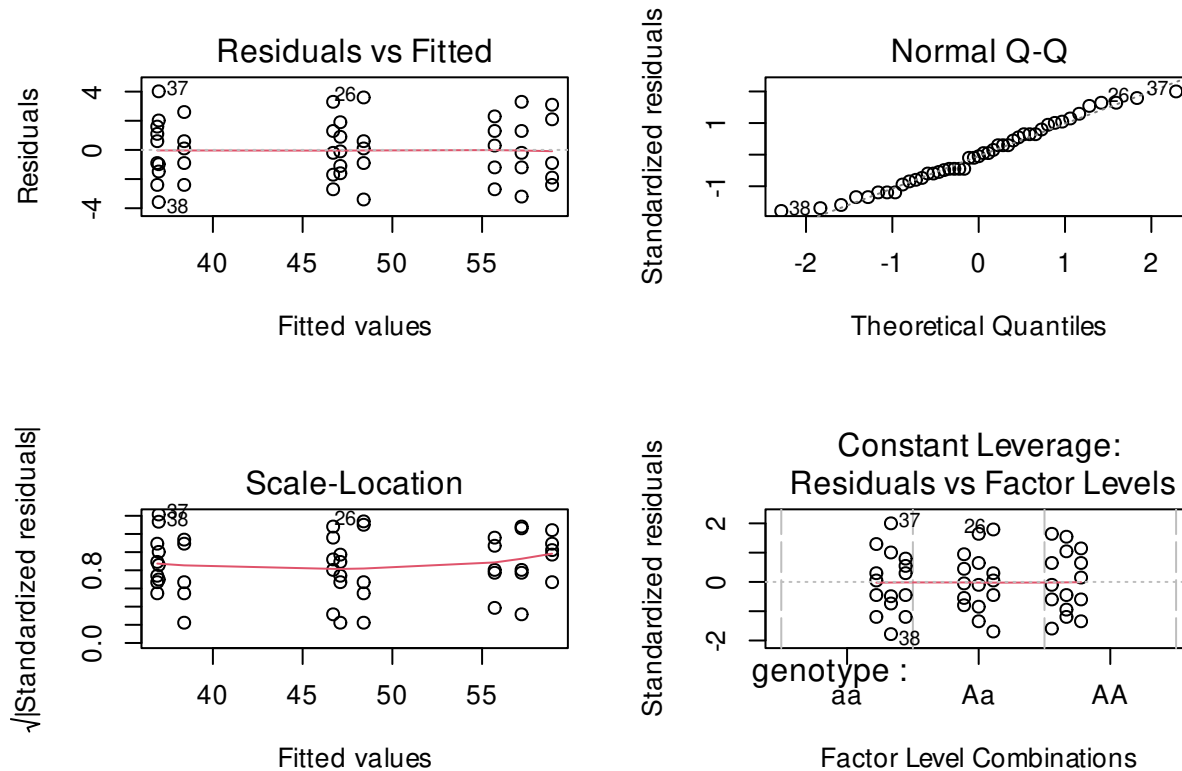 Residuals vs Fitted
Residuals
4
0
-4
37
26
38
40
45
50
55
Fitted values
Normal Q-Q
Standardized residuals
1
-1
38
26
37
-2
-1
0
1
2
Theoretical Quantiles
Scale-Location
√|Standardized residuals|
0.8
0.0
37
38
26
40
45
50
55
Fitted values
Constant Leverage:
Residuals vs Factor Levels
Standardized residuals
2
0
-2
37
26
38
genotype :
aa
Aa
AA
Factor Level Combinations